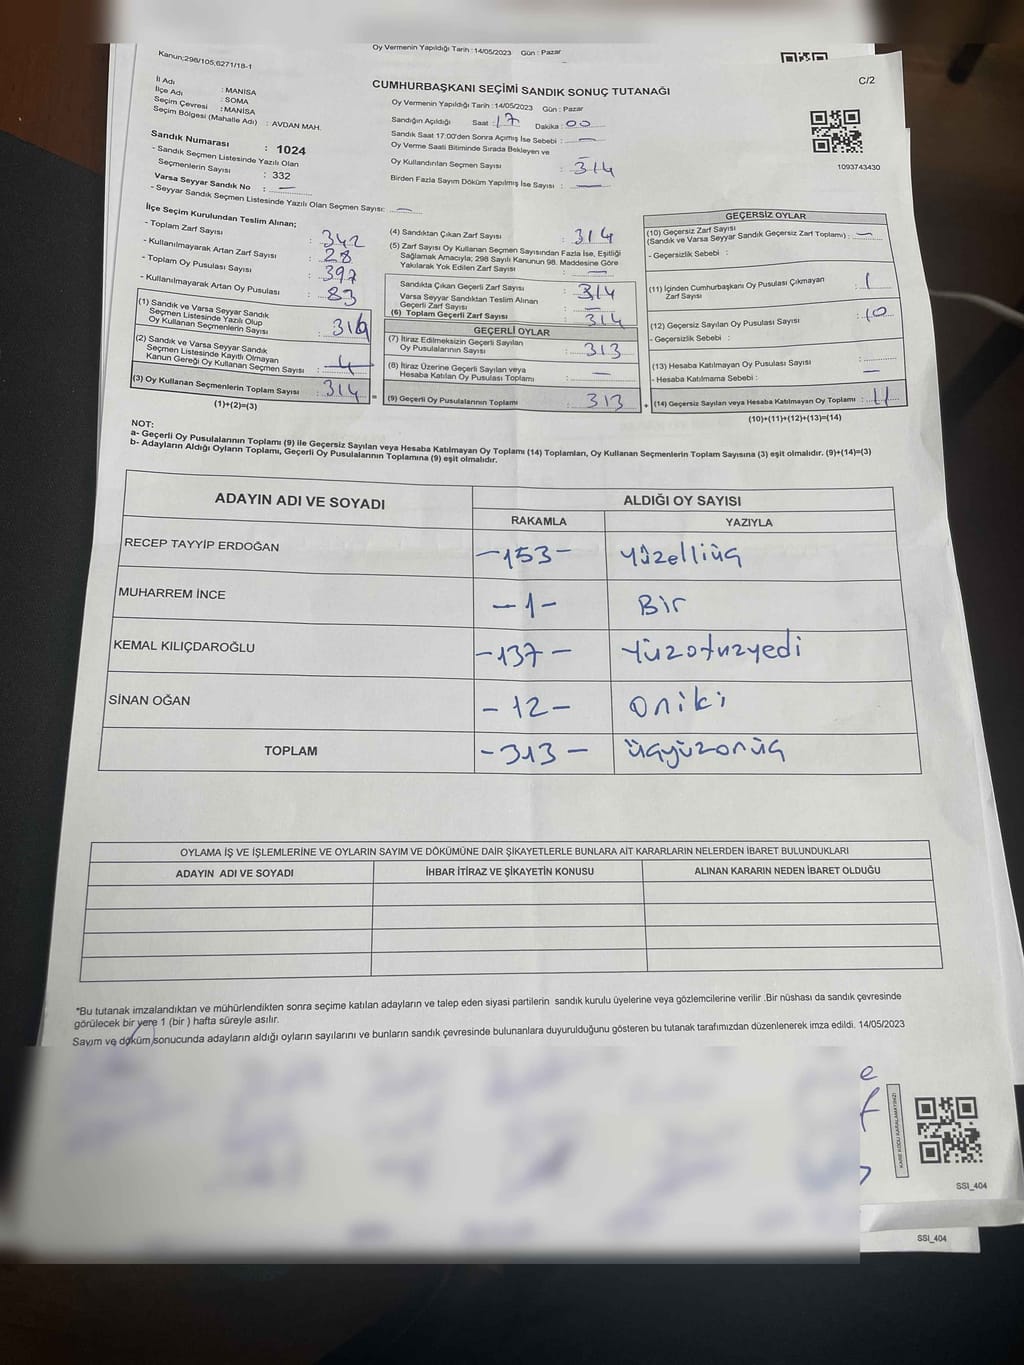 Oy Vermenin Yapıldığı Tarih : 14/05/2023 Gün : Pazar
Kanun;298/105,6271/18-1
C/2
CUMHURBAŞKANI SEÇİMİ SANDIK SONUÇ TUTANAĞI
İl Adı : MANİSA
İlçe Adı : SOMA
Seçim Çevresi : MANİSA
Seçim Bölgesi (Mahalle Adı) : AVDAN MAH.
Sandık Numarası : 1024
- Sandık Seçmen Listesinde Yazılı Olan
Seçmenlerin Sayısı : 332
Varsa Seyyar Sandık No : —
- Seyyar Sandık Seçmen Listesinde Yazılı Olan Seçmen Sayısı: —
Oy Vermenin Yapıldığı Tarih : 14/05/2023 Gün : Pazar
Sandığın Açıldığı Saat : 17 Dakika : 00
Sandık Saat 17:00'den Sonra Açımış İse Sebebi : —
Oy Verme Saati Bitiminde Sırada Bekleyen ve
Oy Kullandırılan Seçmen Sayısı : 314
Birden Fazla Sayım Döküm Yapılmış İse Sayısı : —
1093743430
İlçe Seçim Kurulundan Teslim Alınan;
- Toplam Zarf Sayısı : 342
- Kullanılmayarak Artan Zarf Sayısı : 28
- Toplam Oy Pusulası Sayısı : 397
- Kullanılmayarak Artan Oy Pusulası : 83
(1) Sandık ve Varsa Seyyar Sandık
Seçmen Listesinde Yazılı Olup
Oy Kullanan Seçmenlerin Sayısı :
(2) Sandık ve Varsa Seyyar Sandık
Seçmen Listesinde Kayıtlı Olmayan
Kanun Gereği Oy Kullanan Seçmen Sayısı :
(3) Oy Kullanan Seçmenlerin Toplam Sayısı : 314
(1)+(2)=(3)
=
(4) Sandıktan Çıkan Zarf Sayısı : 314
(5) Zarf Sayısı Oy Kullanan Seçmen Sayısından Fazla İse, Eşitliği
Sağlamak Amacıyla; 298 Sayılı Kanunun 98. Maddesine Göre
Yakılarak Yok Edilen Zarf Sayısı : —
Sandıkta Çıkan Geçerli Zarf Sayısı : 314
Varsa Seyyar Sandıktan Teslim Alınan
Geçerli Zarf Sayısı : —
(6) Toplam Geçerli Zarf Sayısı : 314
GEÇERLİ OYLAR
(7) İtiraz Edilmeksizin Geçerli Sayılan
Oy Pusulalarının Sayısı : 313
(8) İtiraz Üzerine Geçerli Sayılan veya
Hesaba Katılan Oy Pusulası Toplamı : —
(9) Geçerli Oy Pusulalarının Toplamı : 313
+
GEÇERSİZ OYLAR
(10) Geçersiz Zarf Sayısı
(Sandık ve Varsa Seyyar Sandık Geçersiz Zarf Toplamı) : —
- Geçersizlik Sebebi :
(11) İçinden Cumhurbaşkanı Oy Pusulası Çıkmayan
Zarf Sayısı : 1
(12) Geçersiz Sayılan Oy Pusulası Sayısı : 10
- Geçersizlik Sebebi :
(13) Hesaba Katılmayan Oy Pusulası Sayısı :
- Hesaba Katılmama Sebebi : —
(14) Geçersiz Sayılan veya Hesaba Katılmayan Oy Toplamı : 11
(10)+(11)+(12)+(13)=(14)
NOT:
a- Geçerli Oy Pusulalarının Toplamı (9) ile Geçersiz Sayılan veya Hesaba Katılmayan Oy Toplamı (14) Toplamları, Oy Kullanan Seçmenlerin Toplam Sayısına (3) eşit olmalıdır. (9)+(14)=(3)
b- Adayların Aldığı Oyların Toplamı, Geçerli Oy Pusulalarının Toplamına (9) eşit olmalıdır.
ADAYIN ADI VE SOYADI ALDIĞI OY SAYISI
RAKAMLA YAZIYLA
RECEP TAYYİP ERDOĞAN -153- yüzelliüç
MUHARREM İNCE -1- Bir
KEMAL KILIÇDAROĞLU -137- Yüzotuzyedi
SİNAN OĞAN -12- Oniki
TOPLAM -313- üçyüzonüç
OYLAMA İŞ VE İŞLEMLERİNE VE OYLARIN SAYIM VE DÖKÜMÜNE DAİR ŞİKAYETLERLE BUNLARA AİT KARARLARIN NELERDEN İBARET BULUNDUKLARI
ADAYIN ADI VE SOYADI İHBAR İTİRAZ VE ŞİKAYETİN KONUSU ALINAN KARARIN NEDEN İBARET OLDUĞU
*Bu tutanak imzalandıktan ve mühürlendikten sonra seçime katılan adayların ve talep eden siyasi partilerin sandık kurulu üyelerine veya gözlemcilerine verilir .Bir nüshası da sandık çevresinde
görülecek bir yere 1 (bir ) hafta süreyle asılır.
Sayım ve döküm sonucunda adayların aldığı oyların sayılarını ve bunların sandık çevresinde bulunanlara duyurulduğunu gösteren bu tutanak tarafımızdan düzenlenerek imza edildi. 14/05/2023
KARE KODU KARALAMAYINIZ!
SSI_404
SSI_404